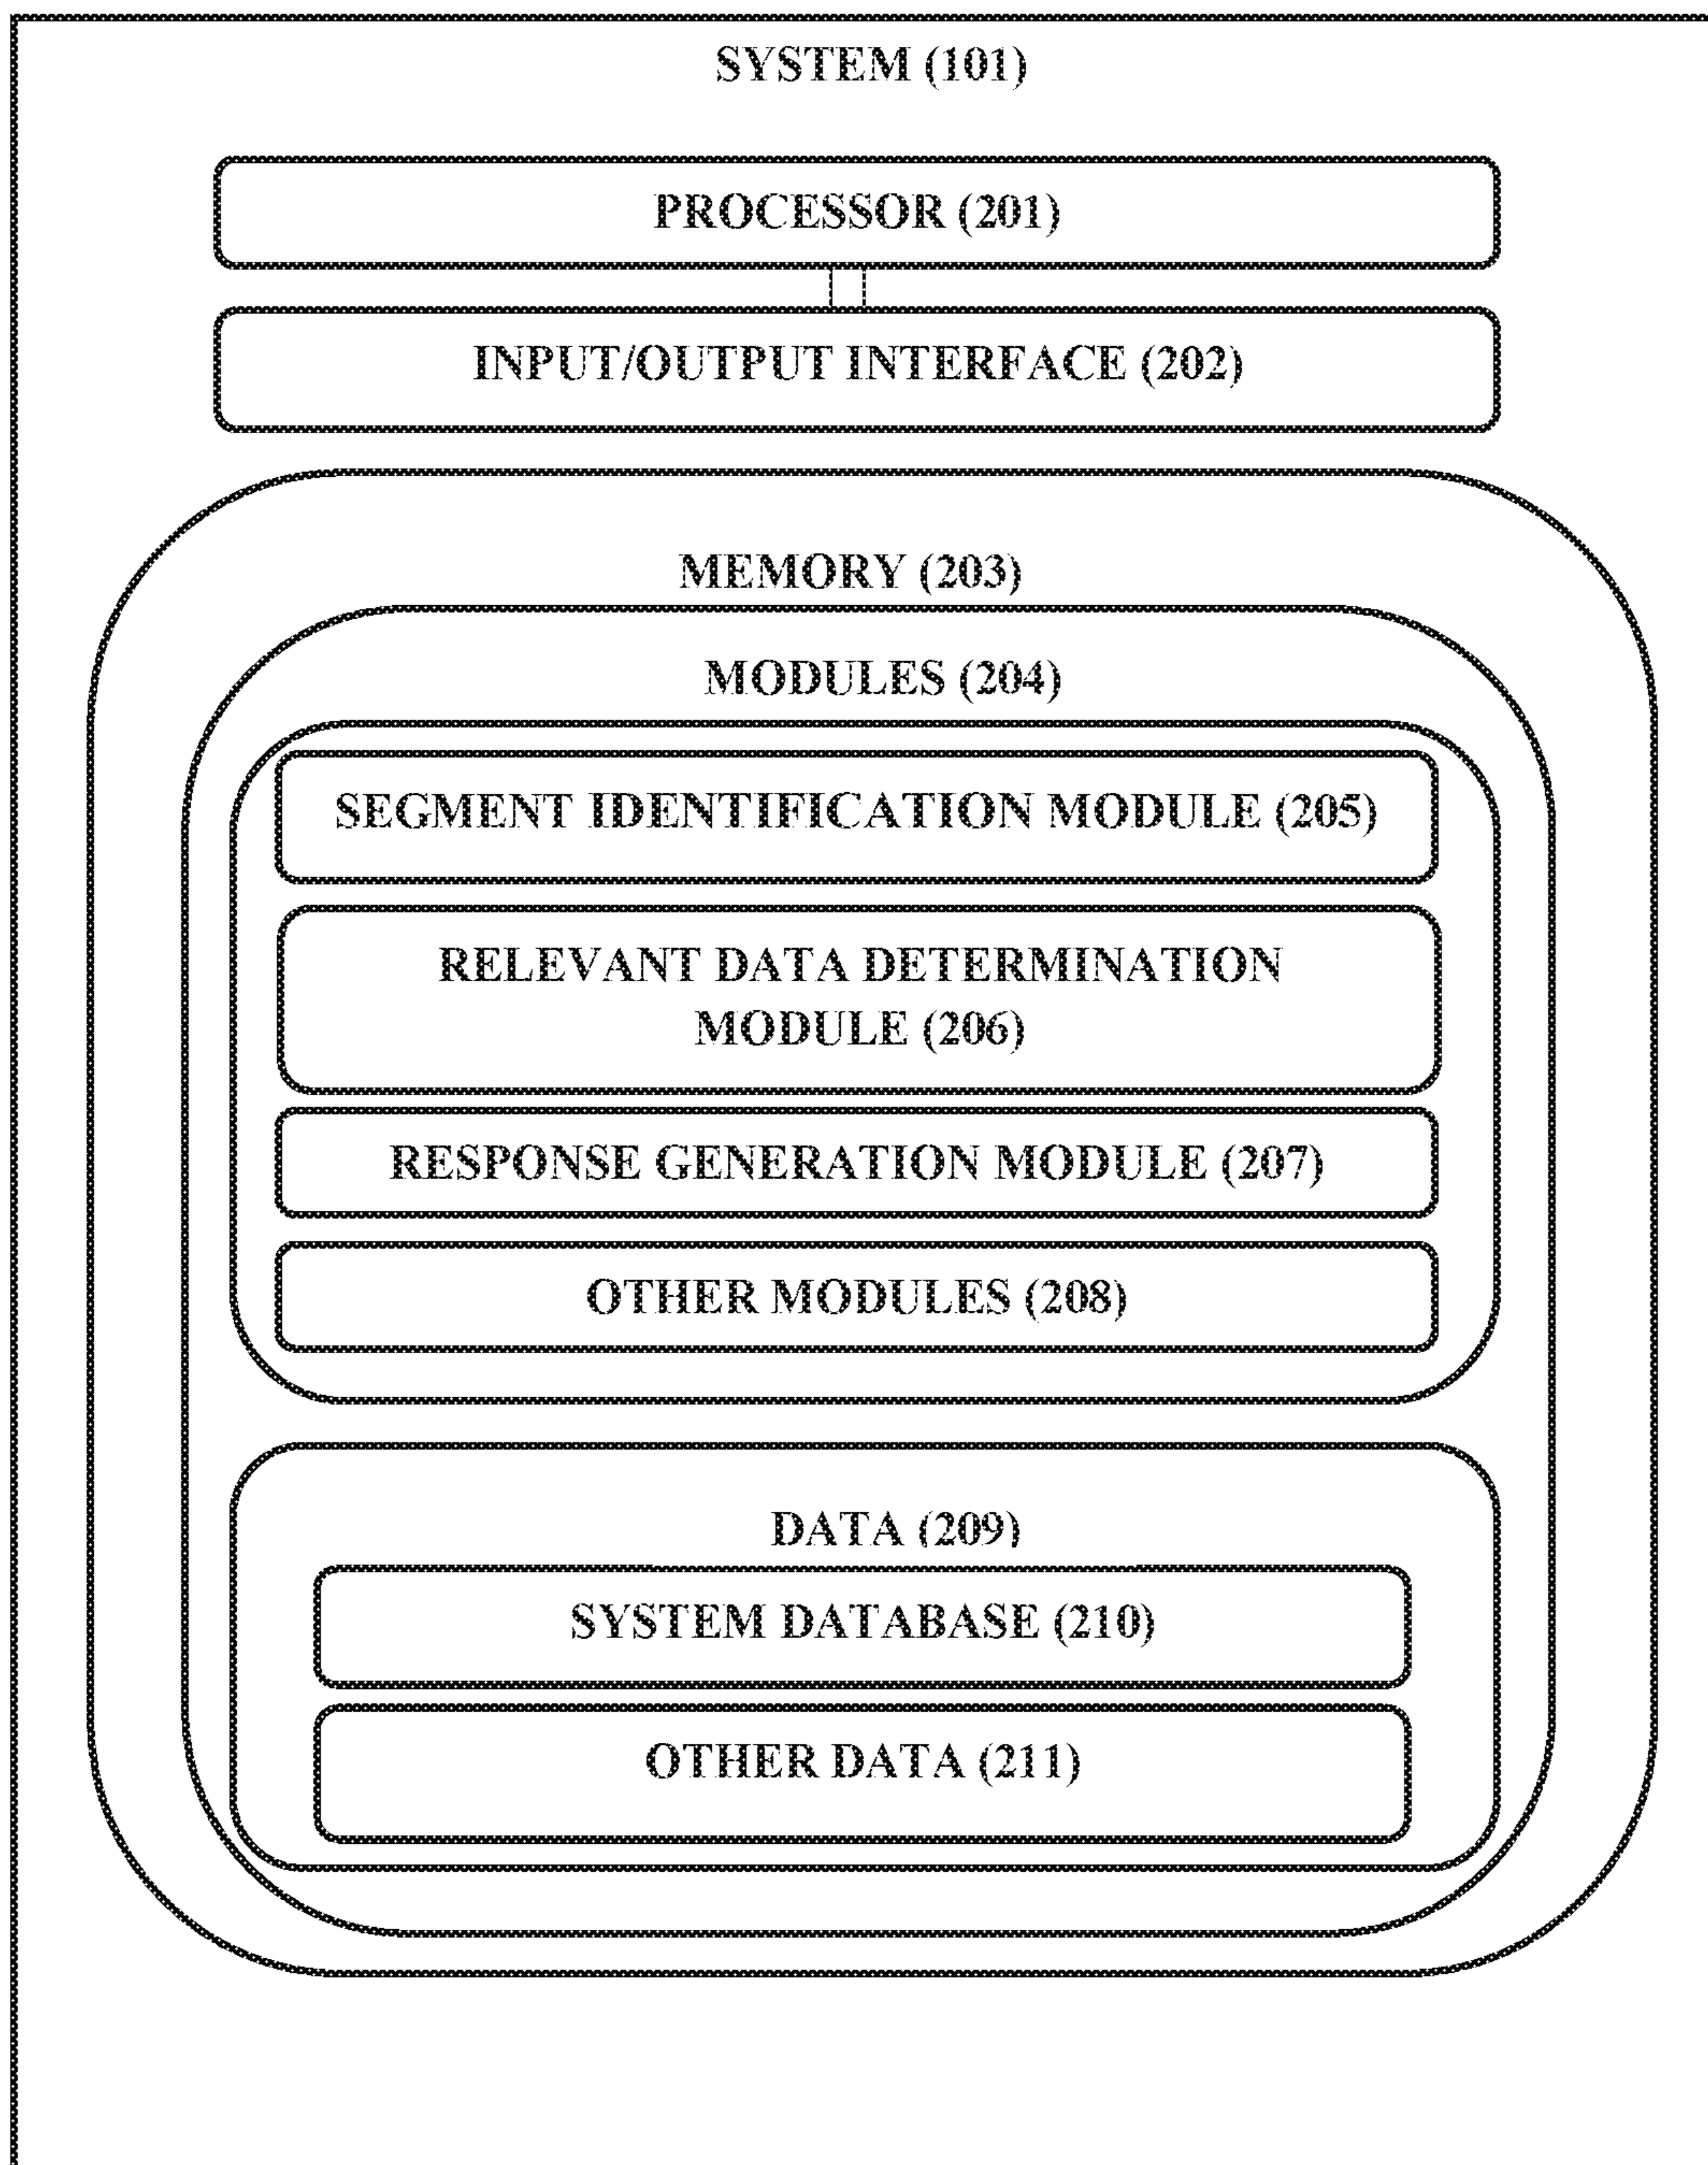 SYSTEM (101)
PROCESSOR (201)
INPUT/OUTPUT INTERFACE (202)
MEMORY (203)
MODULES (204)
SEGMENT IDENTIFICATION MODULE (205)
RELEVANT DATA DETERMINATION
MODULE (206)
RESPONSE GENERATION MODULE (207)
OTHER MODULES (208)
DATA (209)
SYSTEM DATABASE (210)
OTHER DATA (211)